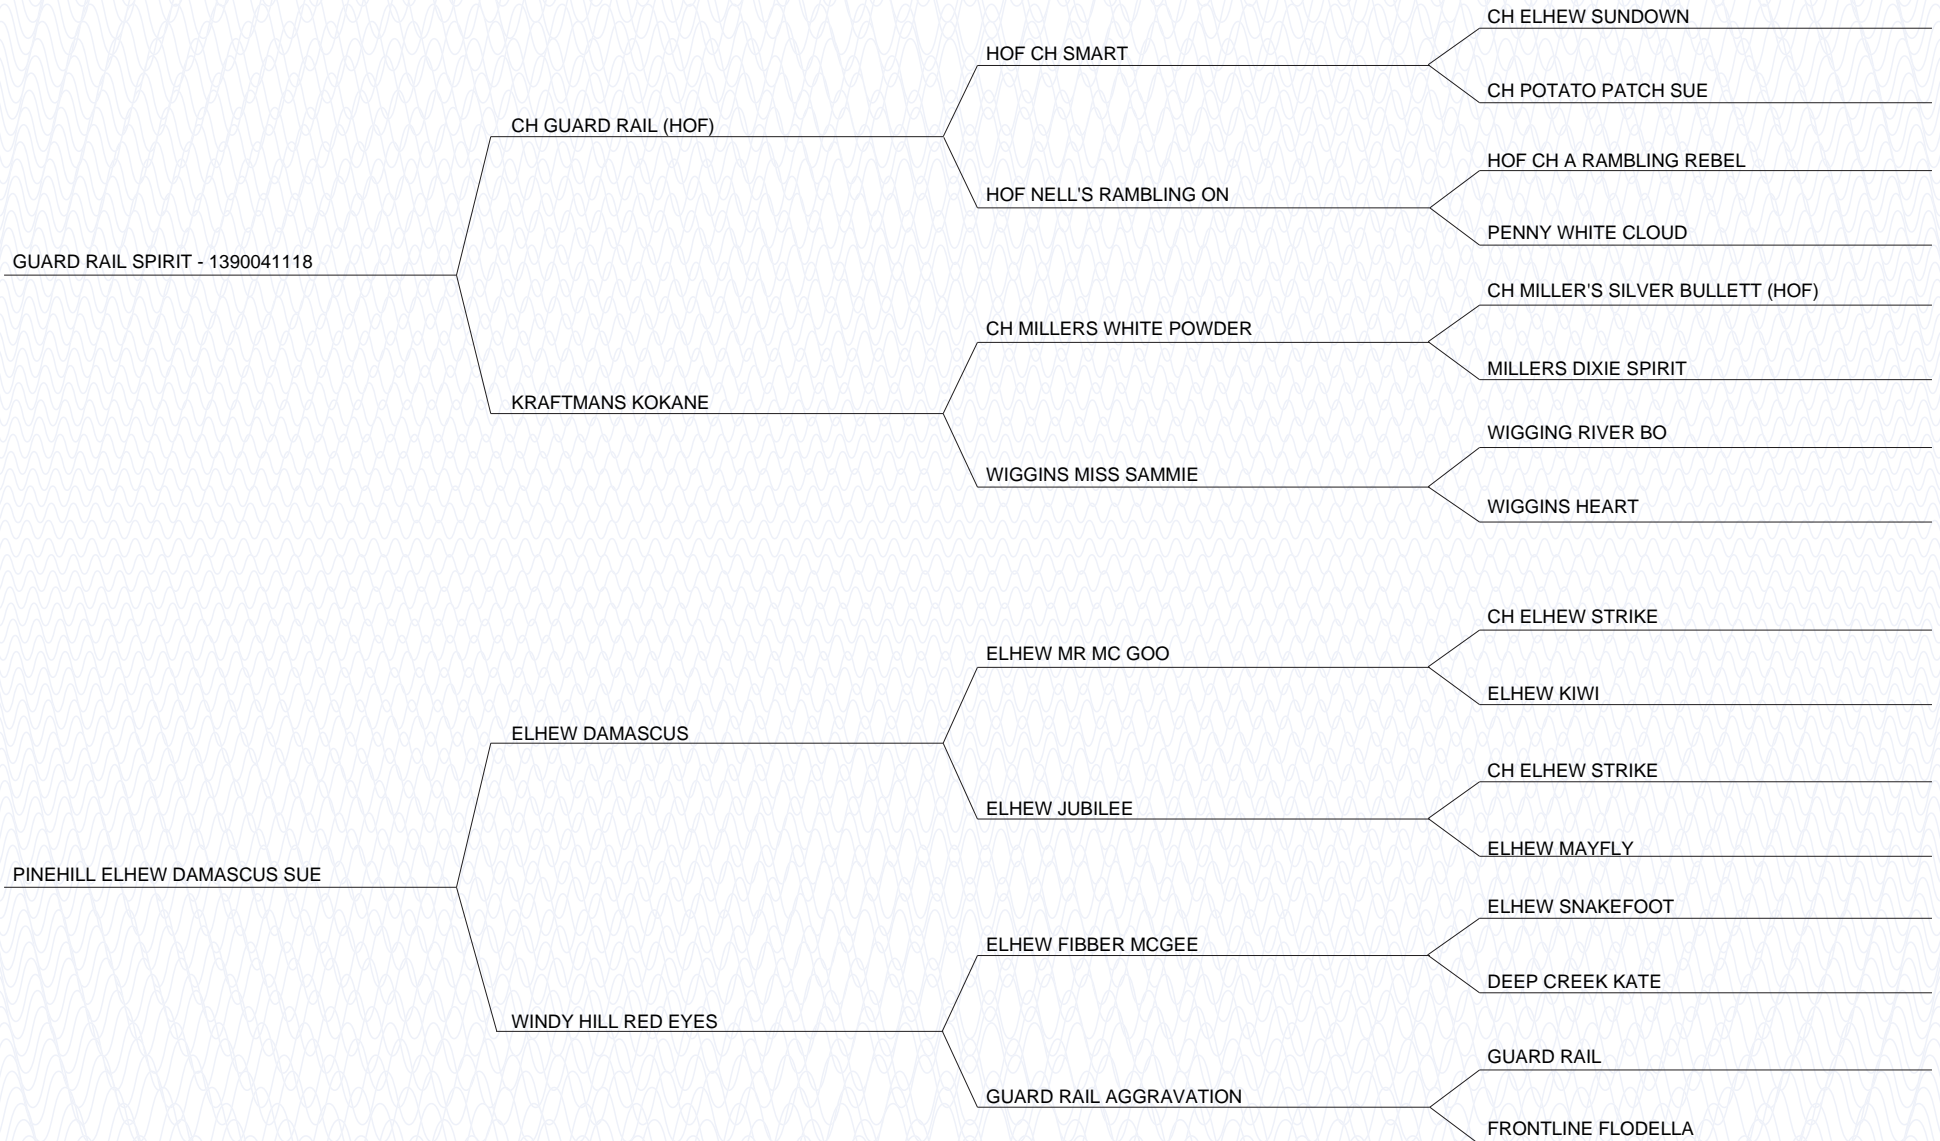 CH ELHEW SUNDOWN
HOF CH SMART
CH POTATO PATCH SUE
CH GUARD RAIL (HOF)
HOF CH A RAMBLING REBEL
HOF NELL'S RAMBLING ON
PENNY WHITE CLOUD
GUARD RAIL SPIRIT - 1390041118
CH MILLER'S SILVER BULLETT (HOF)
CH MILLERS WHITE POWDER
MILLERS DIXIE SPIRIT
KRAFTMANS KOKANE
WIGGING RIVER BO
WIGGINS MISS SAMMIE
WIGGINS HEART
CH ELHEW STRIKE
ELHEW MR MC GOO
ELHEW KIWI
ELHEW DAMASCUS
CH ELHEW STRIKE
ELHEW JUBILEE
ELHEW MAYFLY
PINEHILL ELHEW DAMASCUS SUE
ELHEW SNAKEFOOT
ELHEW FIBBER MCGEE
DEEP CREEK KATE
WINDY HILL RED EYES
GUARD RAIL
GUARD RAIL AGGRAVATION
FRONTLINE FLODELLA